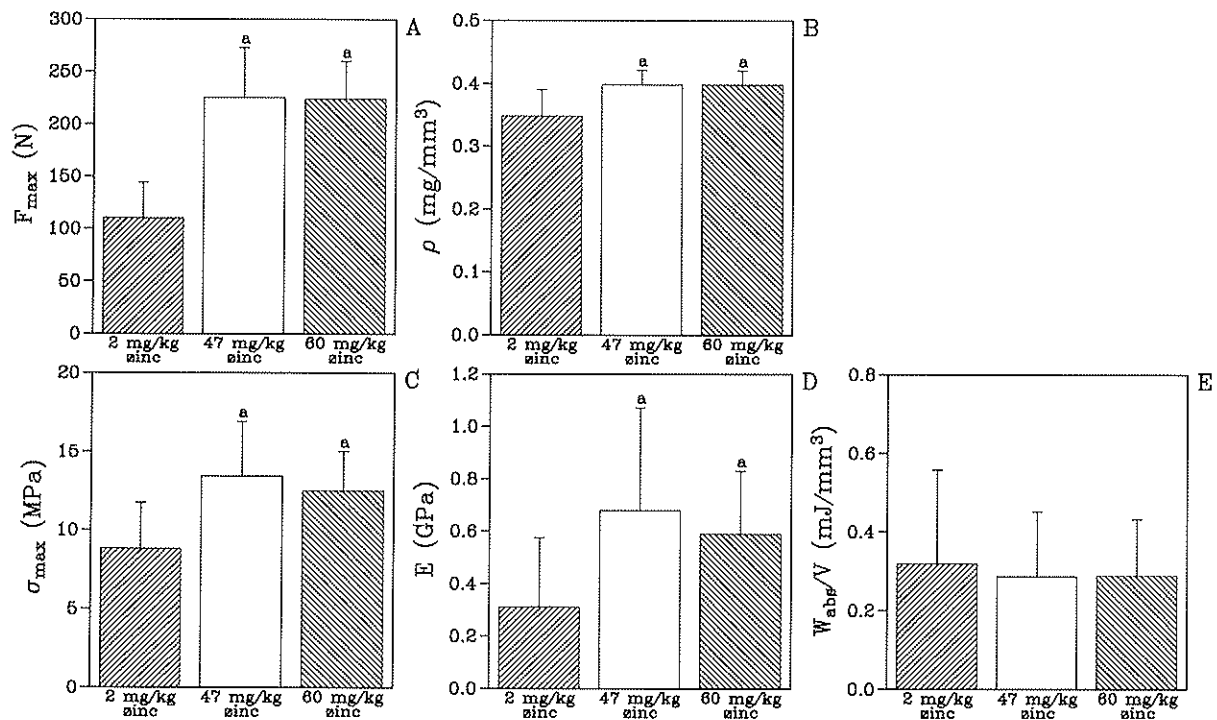 A
300
250
200
150
100
50
0
F_max (N)
a
a
2 mg/kg
zinc
47 mg/kg
zinc
60 mg/kg
zinc
B
0.5
0.4
0.3
0.2
0.1
0.0
ρ (mg/mm³)
a
a
2 mg/kg
zinc
47 mg/kg
zinc
60 mg/kg
zinc
C
20
15
10
5
0
σ_max (MPa)
a
a
2 mg/kg
zinc
47 mg/kg
zinc
60 mg/kg
zinc
D
1.2
1.0
0.8
0.6
0.4
0.2
0.0
E (GPa)
a
a
2 mg/kg
zinc
47 mg/kg
zinc
60 mg/kg
zinc
E
0.8
0.6
0.4
0.2
0.0
W_abs/V (mJ/mm³)
2 mg/kg
zinc
47 mg/kg
zinc
60 mg/kg
zinc